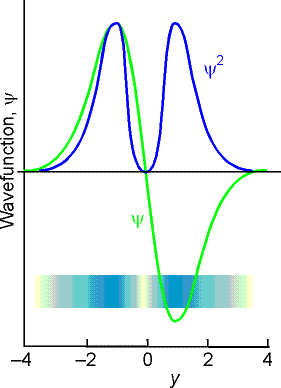 Wavefunction, ψ
ψ²
ψ
–4 –2 0 2 4
y